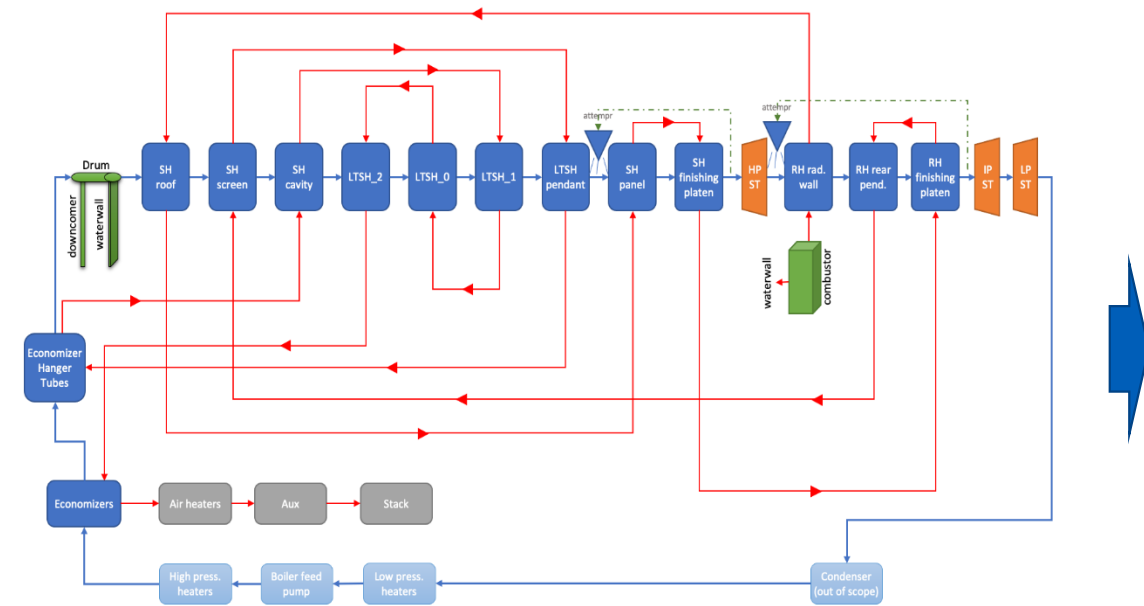 attempr
attempr
Drum
downcomer
waterwall
SH
roof
SH
screen
SH
cavity
LTSH_2
LTSH_0
LTSH_1
LTSH
pendant
SH
panel
SH
finishing
platen
HP
ST
RH rad.
wall
RH rear
pend.
RH
finishing
platen
IP
ST
LP
ST
waterwall
combustor
Economizer
Hanger
Tubes
Economizers
Air heaters
Aux
Stack
High press.
heaters
Boiler feed
pump
Low press.
heaters
Condenser
(out of scope)